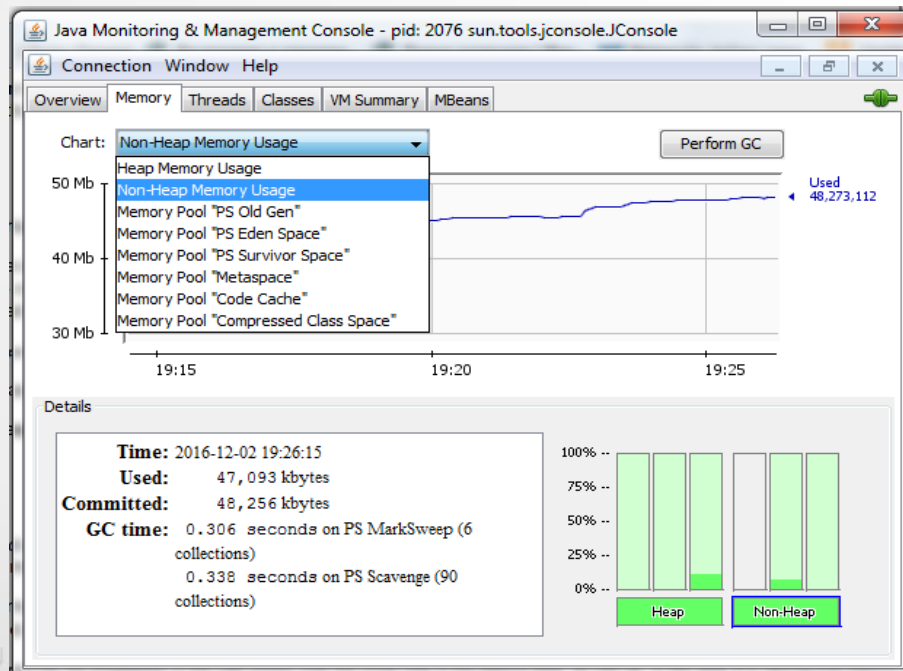 Java Monitoring & Management Console - pid: 2076 sun.tools.jconsole.JConsole
Connection Window Help
Overview Memory Threads Classes VM Summary MBeans
Chart: Non-Heap Memory Usage Perform GC
Heap Memory Usage
Non-Heap Memory Usage
Memory Pool "PS Old Gen"
Memory Pool "PS Eden Space"
Memory Pool "PS Survivor Space"
Memory Pool "Metaspace"
Memory Pool "Code Cache"
Memory Pool "Compressed Class Space"
50 Mb
40 Mb
30 Mb
Used
48,273,112
19:15 19:20 19:25
Details
Time: 2016-12-02 19:26:15
Used: 47,093 kbytes
Committed: 48,256 kbytes
GC time: 0.306 seconds on PS MarkSweep (6
collections)
0.338 seconds on PS Scavenge (90
collections)
100% --
75% --
50% --
25% --
0% --
Heap Non-Heap